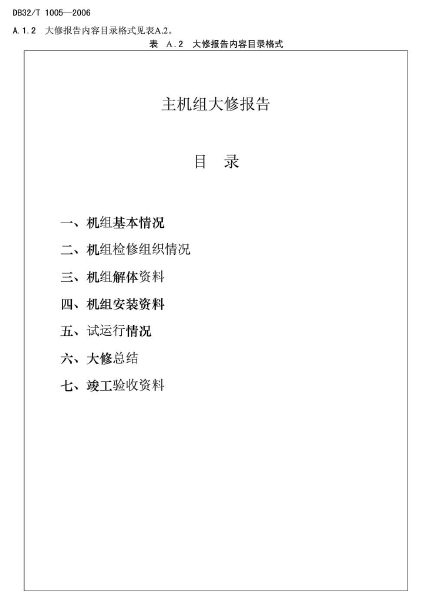 DB32/T 1005—2006
A.1.2 大修报告内容目录格式见表A.2。
表 A.2 大修报告内容目录格式
主机组大修报告
目 录
一、机组基本情况
二、机组检修组织情况
三、机组解体资料
四、机组安装资料
五、试运行情况
六、大修总结
七、竣工验收资料